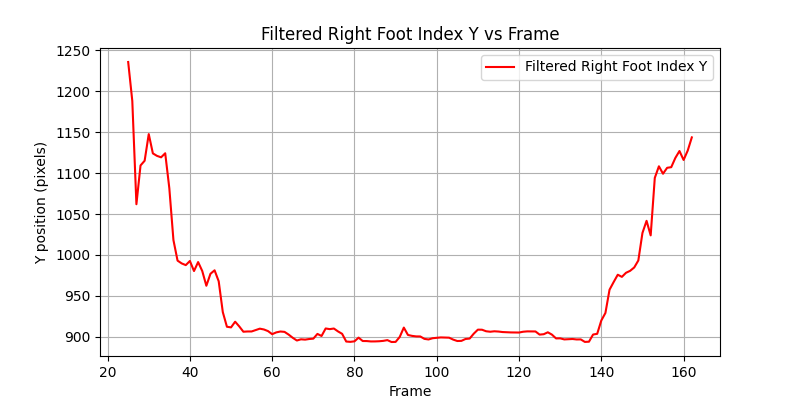 Filtered Right Foot Index Y vs Frame
Filtered Right Foot Index Y
Y position (pixels)
1250
1200
1150
1100
1050
1000
950
900
20 40 60 80 100 120 140 160
Frame